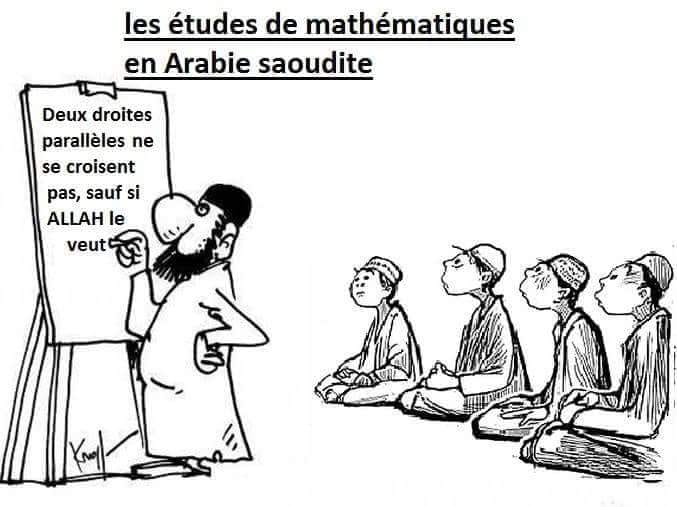 les études de mathématiques
en Arabie saoudite
Deux droites
parallèles ne
se croisent
pas, sauf si
ALLAH le
veut